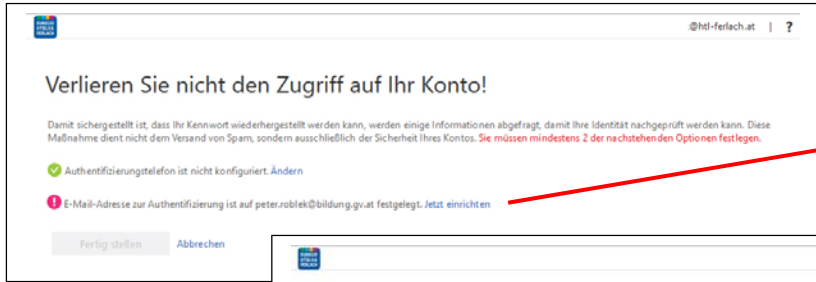 @htl-ferlach.at | ?
Verlieren Sie nicht den Zugriff auf Ihr Konto!
Damit sichergestellt ist, dass Ihr Kennwort wiederhergestellt werden kann, werden einige Informationen abgefragt, damit Ihre Identität nachgeprüft werden kann. Diese
Maßnahme dient nicht dem Versand von Spam, sondern ausschließlich der Sicherheit Ihres Kontos. Sie müssen mindestens 2 der nachstehenden Optionen festlegen.
Authentifizierungstelefon ist nicht konfiguriert. Ändern
E-Mail-Adresse zur Authentifizierung ist auf peter.roblek@bildung.gv.at festgelegt. Jetzt einrichten
Fertig stellen Abbrechen